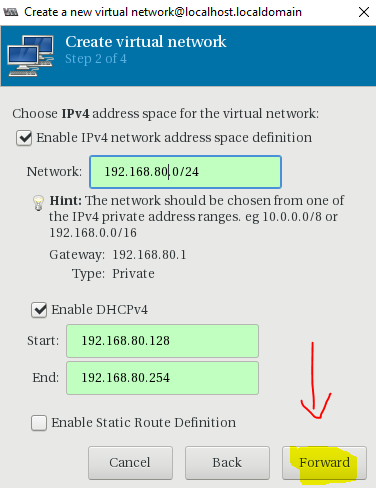 Create a new virtual network@localhost.localdomain
Create virtual network
Step 2 of 4
Choose IPv4 address space for the virtual network:
Enable IPv4 network address space definition
Network: 192.168.80.0/24
Hint: The network should be chosen from one of
the IPv4 private address ranges. eg 10.0.0.0/8 or
192.168.0.0/16
Gateway: 192.168.80.1
Type: Private
Enable DHCPv4
Start: 192.168.80.128
End: 192.168.80.254
Enable Static Route Definition
Cancel Back Forward